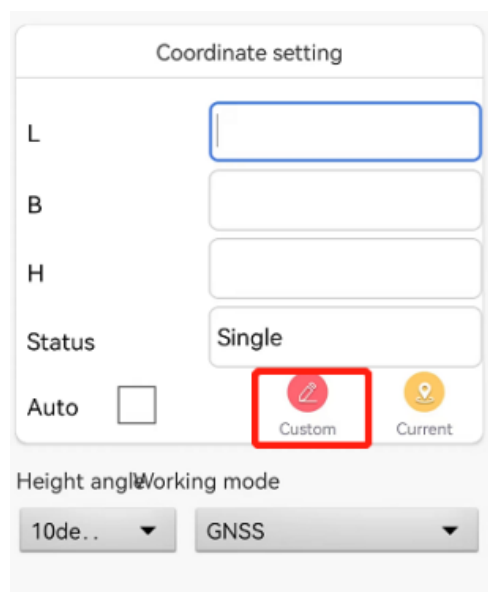 Coordinate setting
L
B
H
Status Single
Auto
Custom Current
Height angle Working mode
10de.. GNSS